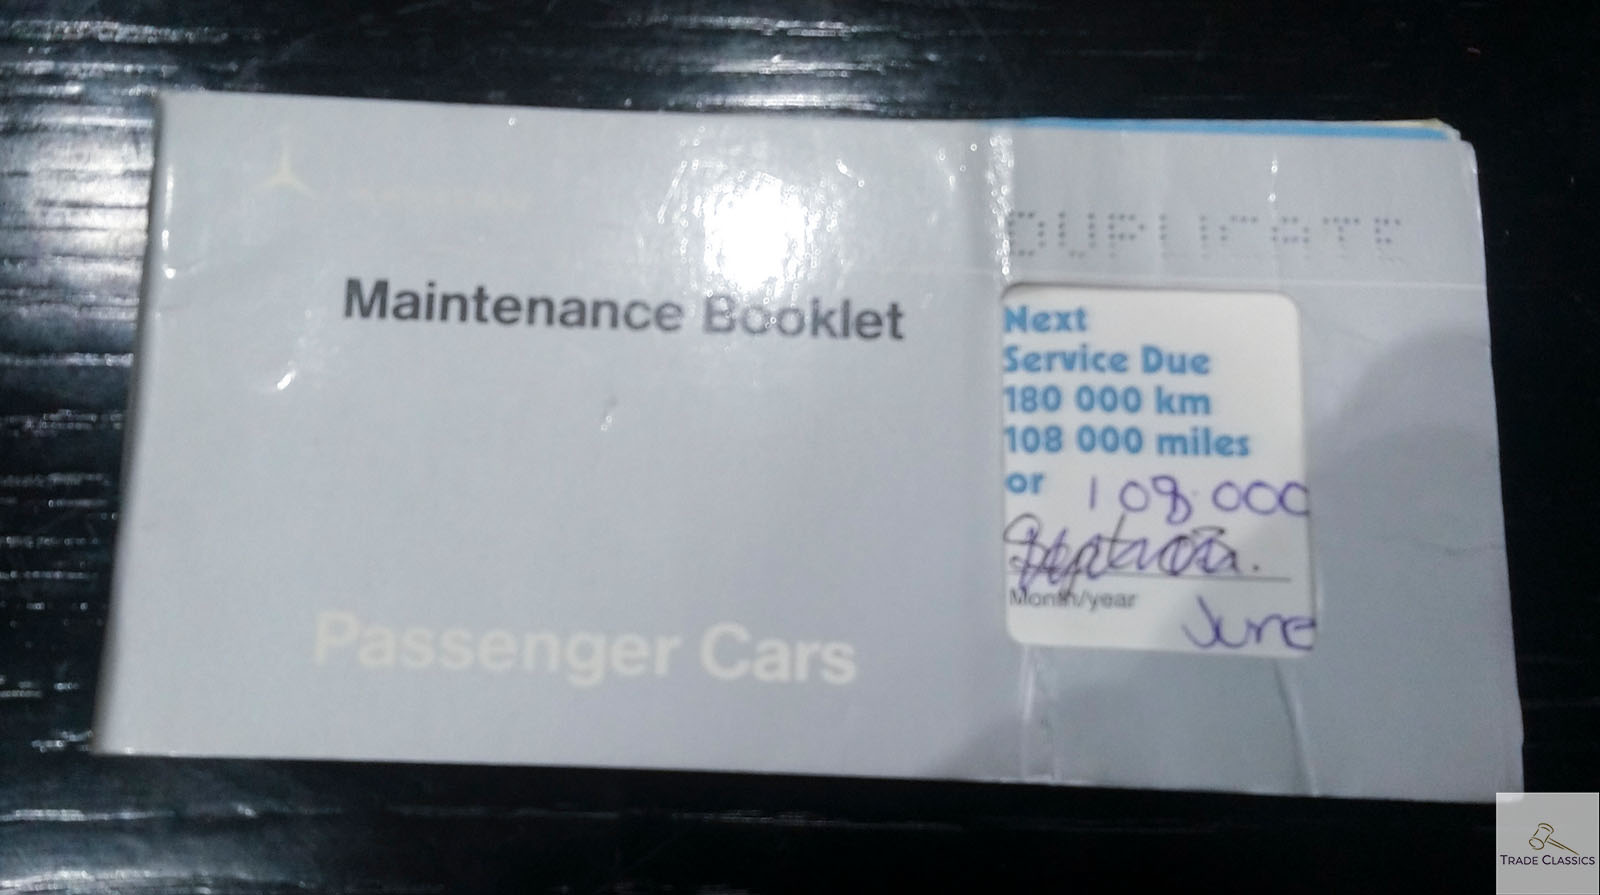 DUPLICATE
Maintenance Booklet
Next
Service Due
180 000 km
108 000 miles
or 108.000
Month/year
June
Passenger Cars
TRADE CLASSICS